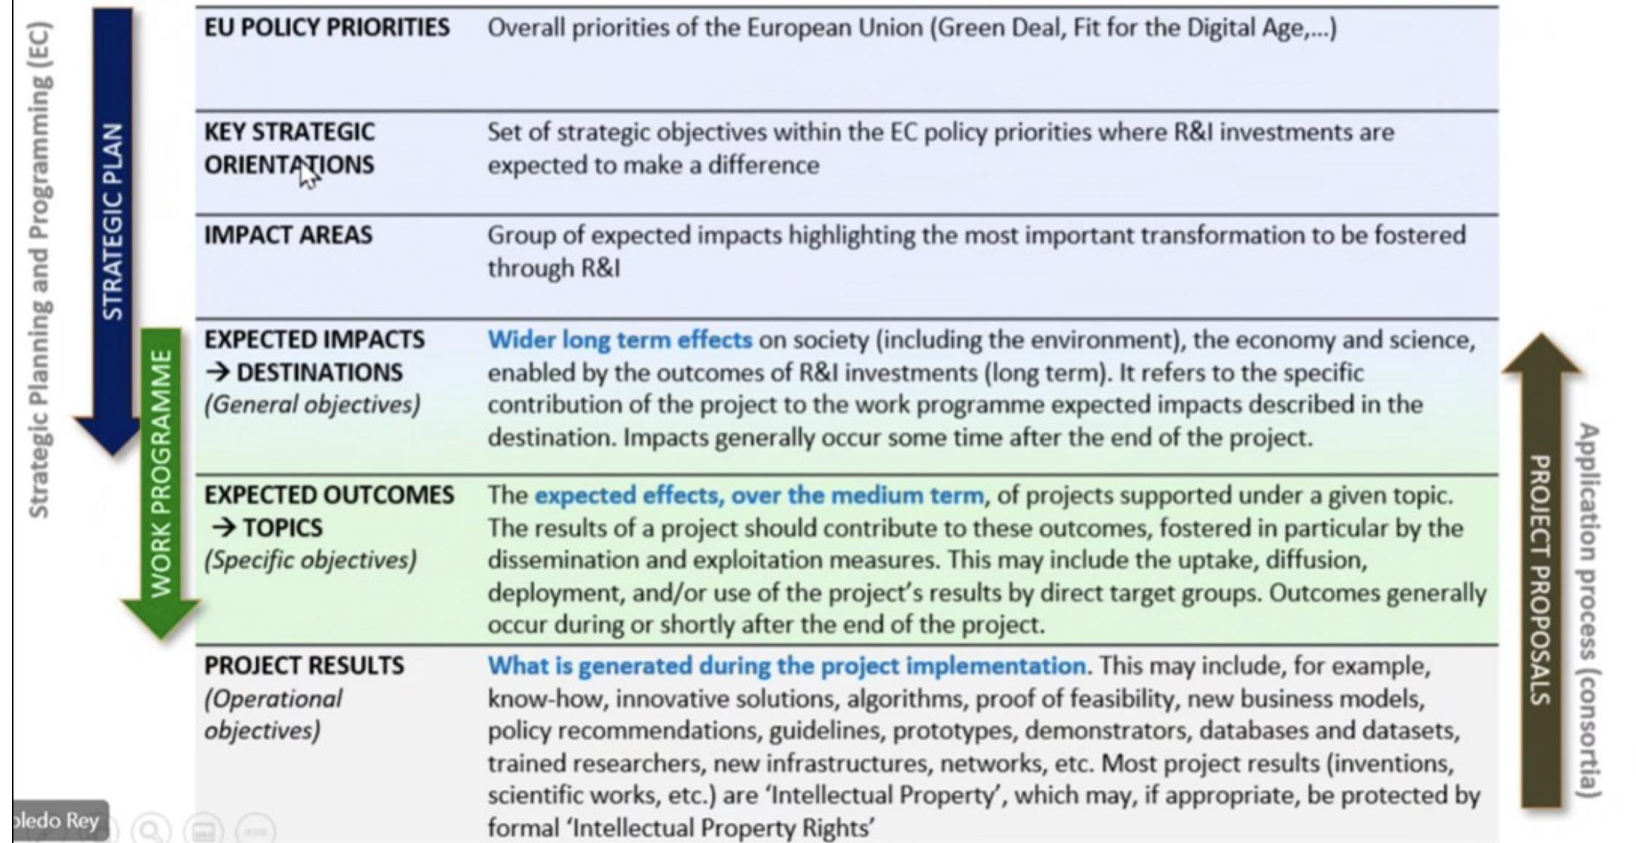 Strategic Planning and Programming (EC)
STRATEGIC PLAN
WORK PROGRAMME
EU POLICY PRIORITIES
Overall priorities of the European Union (Green Deal, Fit for the Digital Age,...)
KEY STRATEGIC
ORIENTATIONS
Set of strategic objectives within the EC policy priorities where R&I investments are
expected to make a difference
IMPACT AREAS
Group of expected impacts highlighting the most important transformation to be fostered
through R&I
EXPECTED IMPACTS
→ DESTINATIONS
(General objectives)
Wider long term effects on society (including the environment), the economy and science,
enabled by the outcomes of R&I investments (long term). It refers to the specific
contribution of the project to the work programme expected impacts described in the
destination. Impacts generally occur some time after the end of the project.
EXPECTED OUTCOMES
→ TOPICS
(Specific objectives)
The expected effects, over the medium term, of projects supported under a given topic.
The results of a project should contribute to these outcomes, fostered in particular by the
dissemination and exploitation measures. This may include the uptake, diffusion,
deployment, and/or use of the project's results by direct target groups. Outcomes generally
occur during or shortly after the end of the project.
PROJECT RESULTS
(Operational
objectives)
What is generated during the project implementation. This may include, for example,
know-how, innovative solutions, algorithms, proof of feasibility, new business models,
policy recommendations, guidelines, prototypes, demonstrators, databases and datasets,
trained researchers, new infrastructures, networks, etc. Most project results (inventions,
scientific works, etc.) are 'Intellectual Property', which may, if appropriate, be protected by
formal 'Intellectual Property Rights'
PROJECT PROPOSALS
Application process (consortia)
oledo Rey